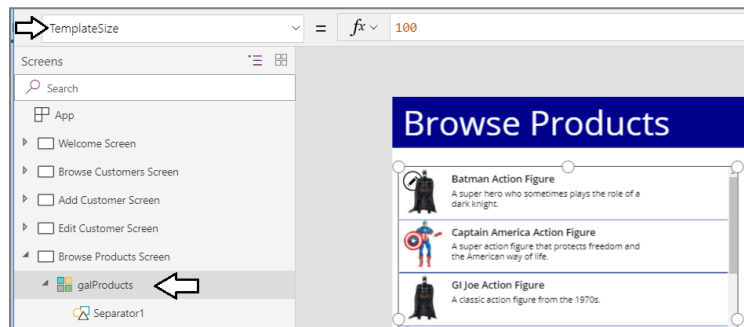 TemplateSize = fx 100
Screens
Search
App
Welcome Screen
Browse Customers Screen
Add Customer Screen
Edit Customer Screen
Browse Products Screen
galProducts
Separator1
Browse Products
Batman Action Figure
A super hero who sometimes plays the role of a
dark knight.
Captain America Action Figure
A super action figure that protects freedom and
the American way of life.
GI Joe Action Figure
A classic action figure from the 1970s.